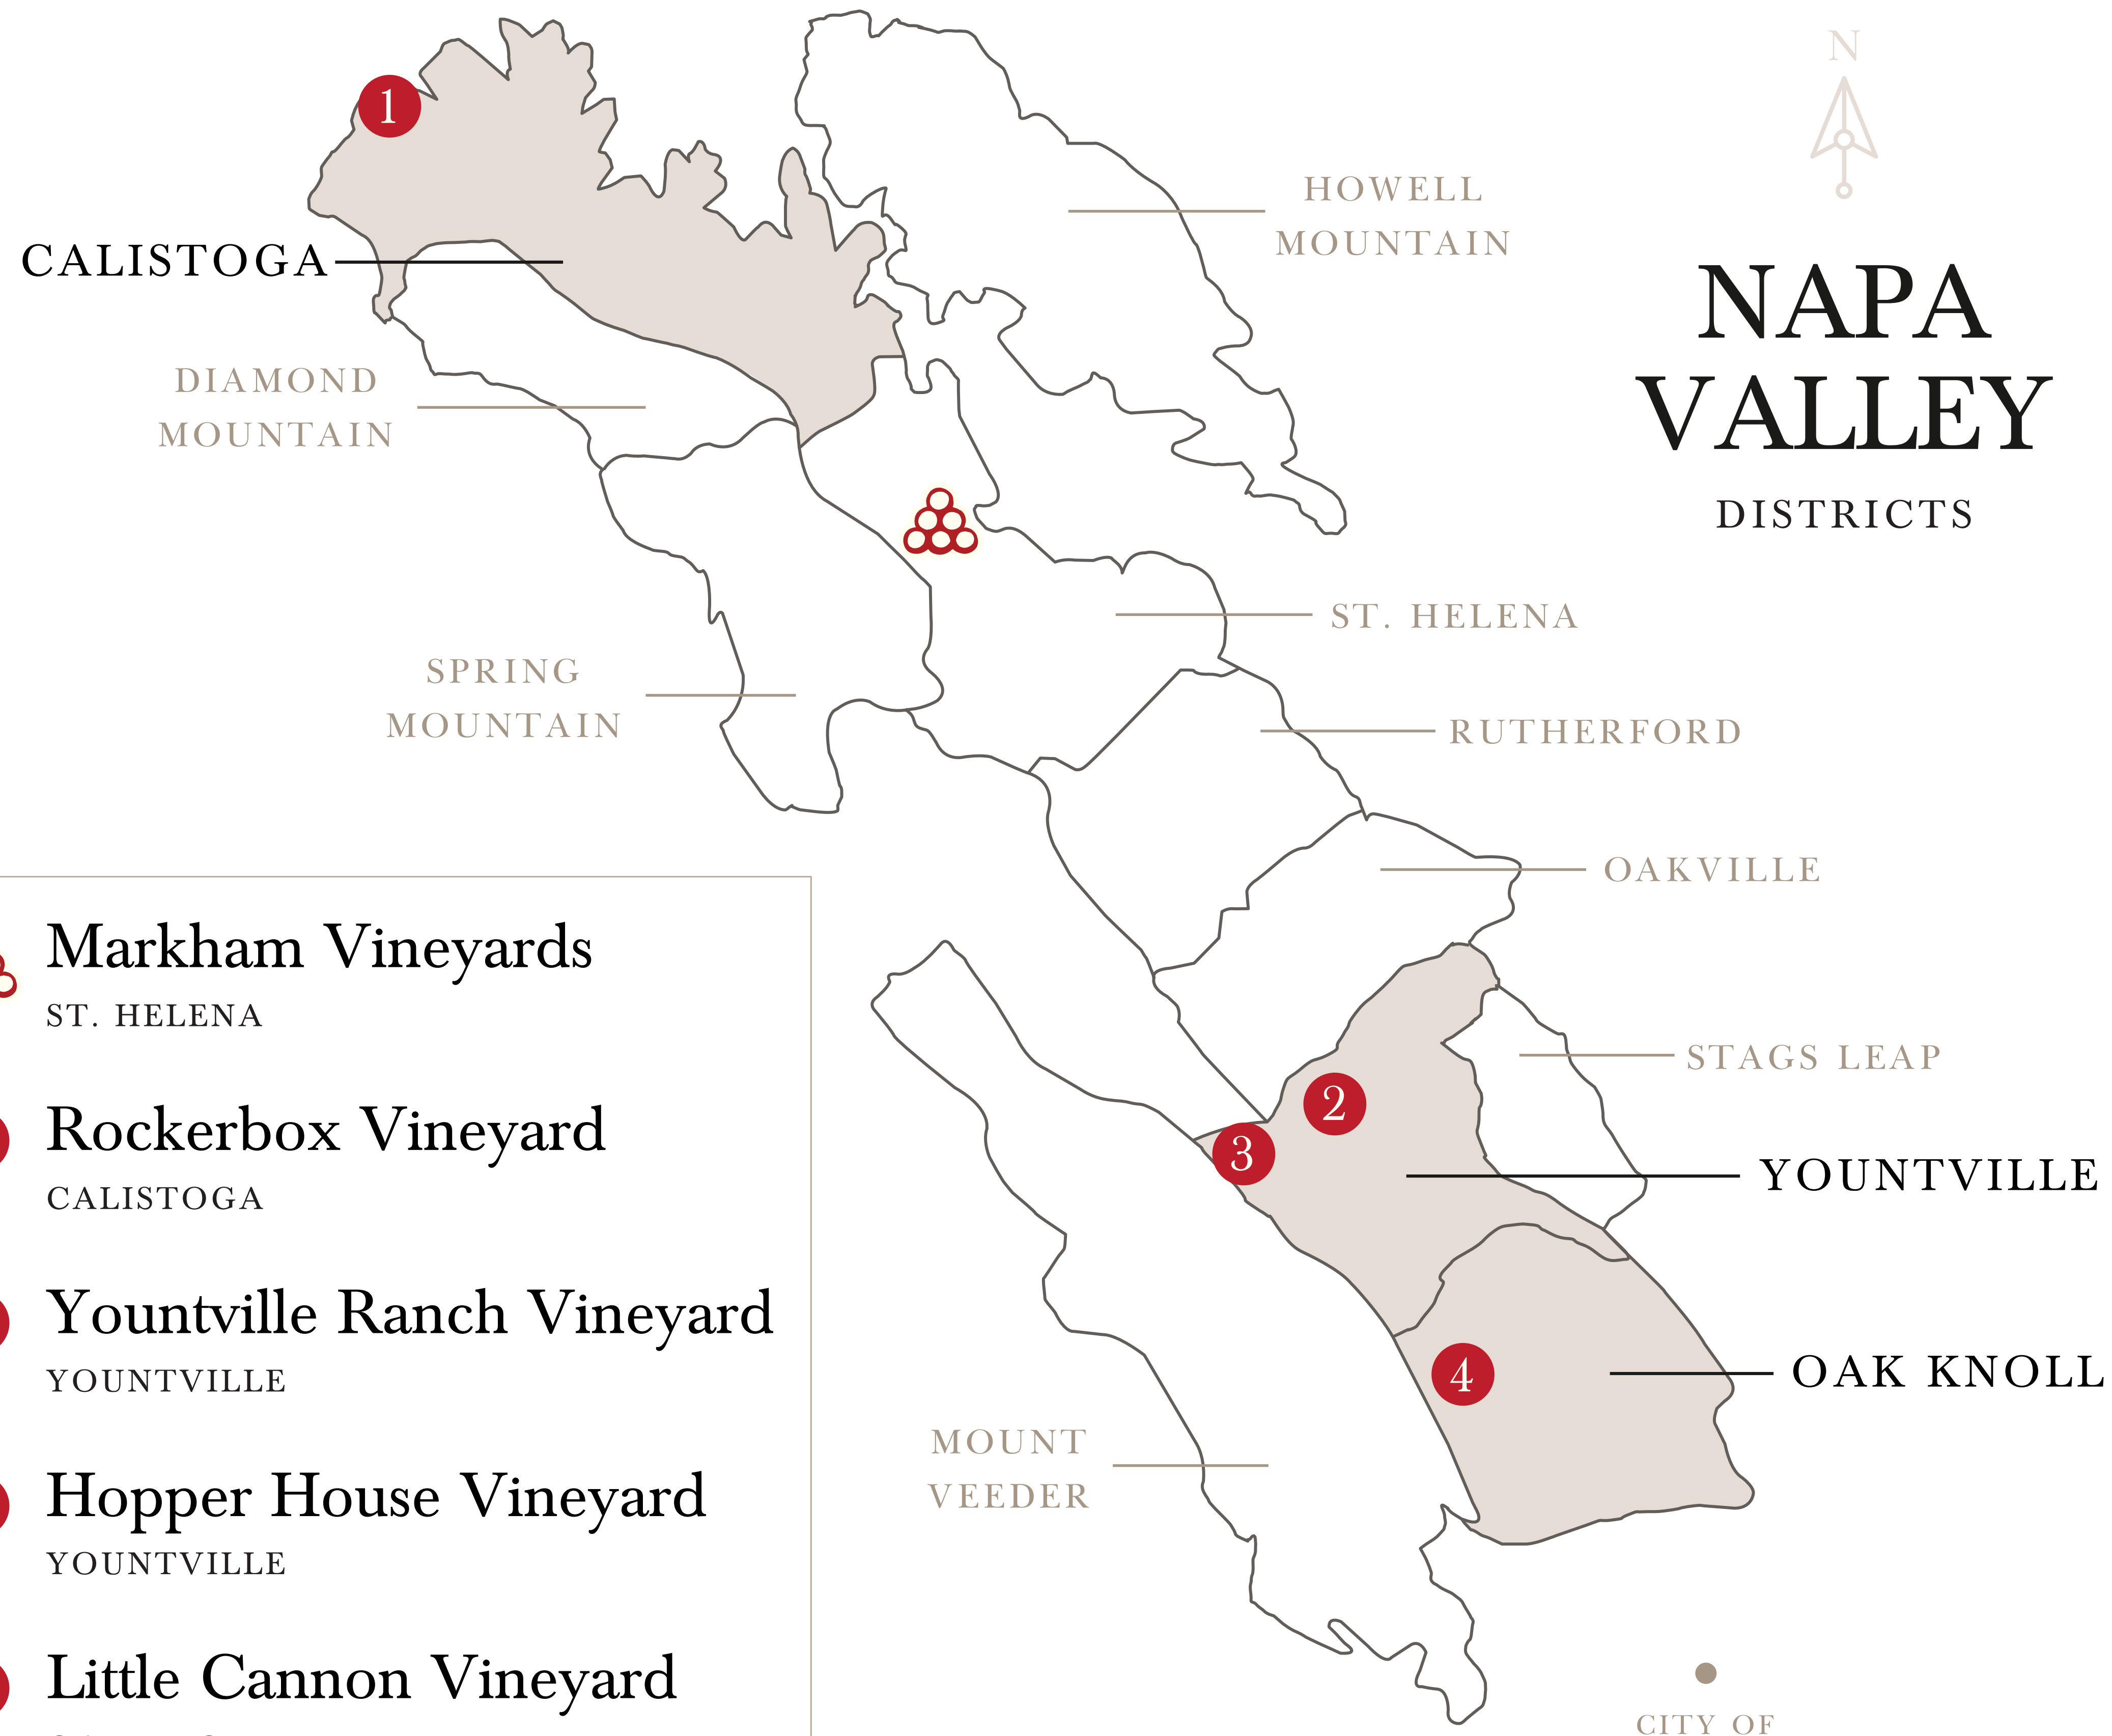 N
NAPA
VALLEY
DISTRICTS
1
CALISTOGA
HOWELL
MOUNTAIN
DIAMOND
MOUNTAIN
ST. HELENA
SPRING
MOUNTAIN
RUTHERFORD
OAKVILLE
STAGS LEAP
2
3
YOUNTVILLE
4
OAK KNOLL
MOUNT
VEEDER
CITY OF
Markham Vineyards
ST. HELENA
Rockerbox Vineyard
CALISTOGA
Yountville Ranch Vineyard
YOUNTVILLE
Hopper House Vineyard
YOUNTVILLE
Little Cannon Vineyard